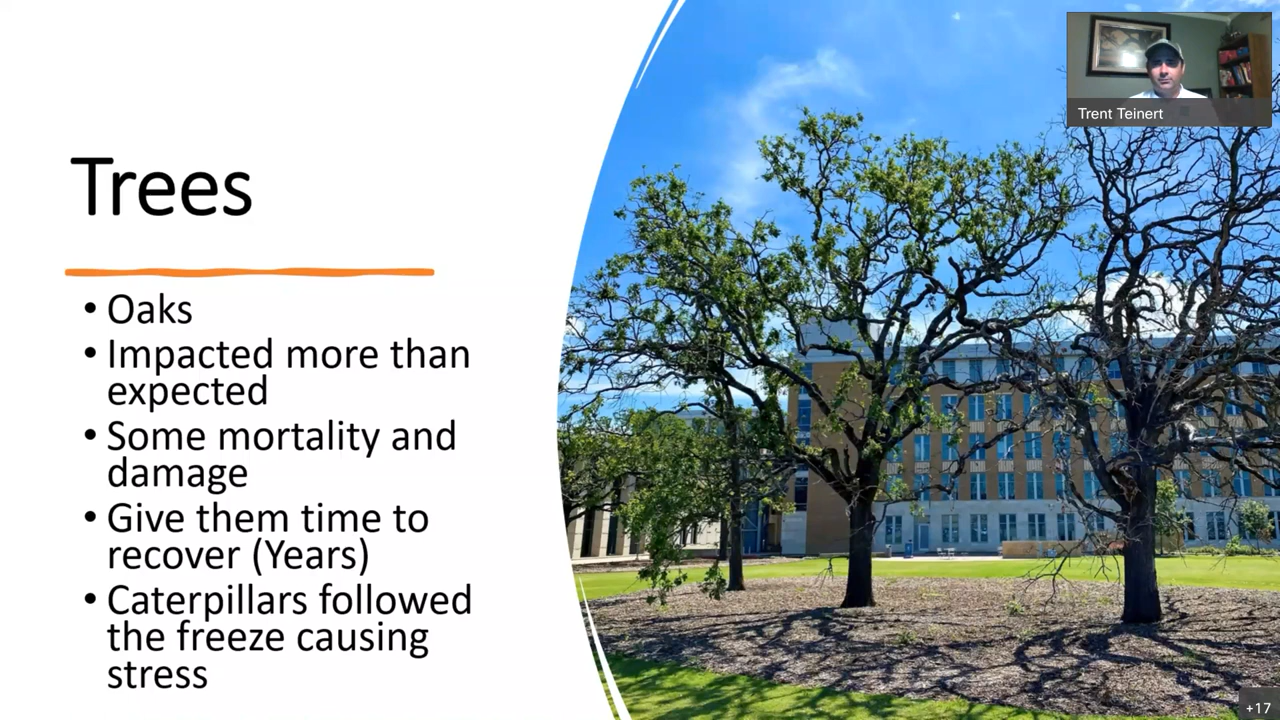 Trees
• Oaks
• Impacted more than
expected
• Some mortality and
damage
• Give them time to
recover (Years)
• Caterpillars followed
the freeze causing
stress
Trent Teinert
+17